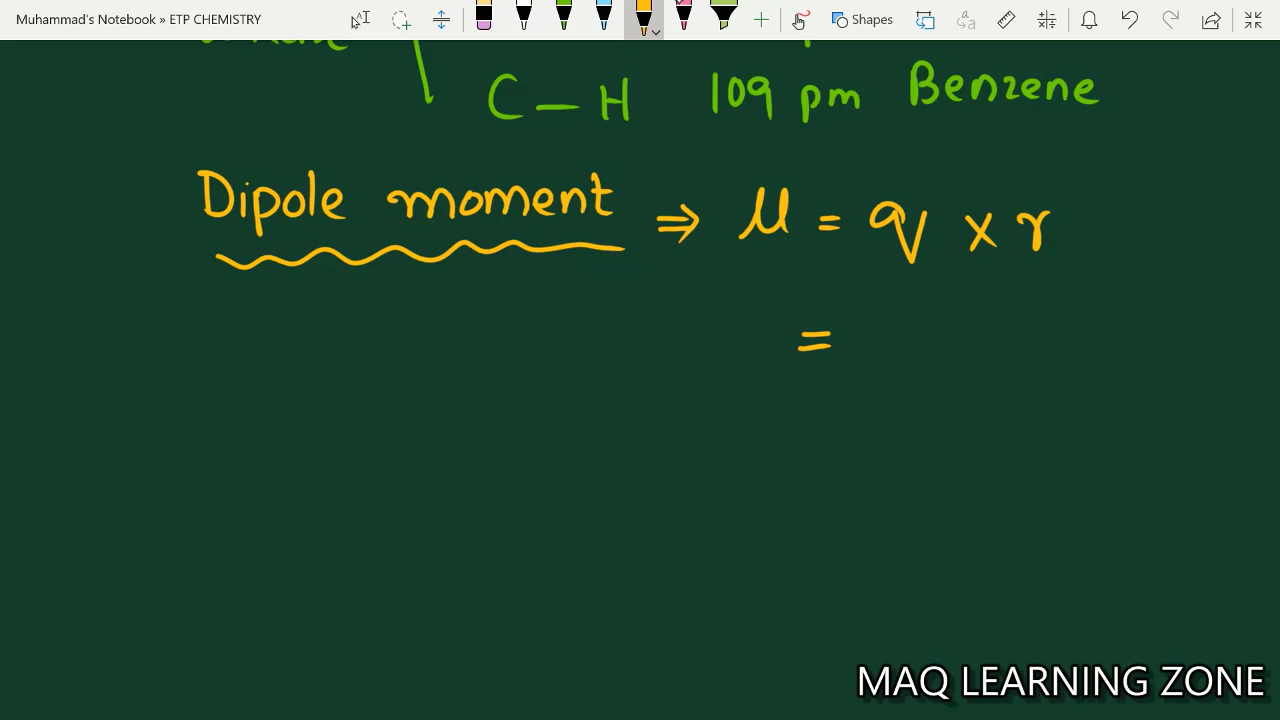 Muhammad's Notebook » ETP CHEMISTRY
Shapes
C – H 109 pm Benzene
Dipole moment ⇒ μ = q × r
=
MAQ LEARNING ZONE